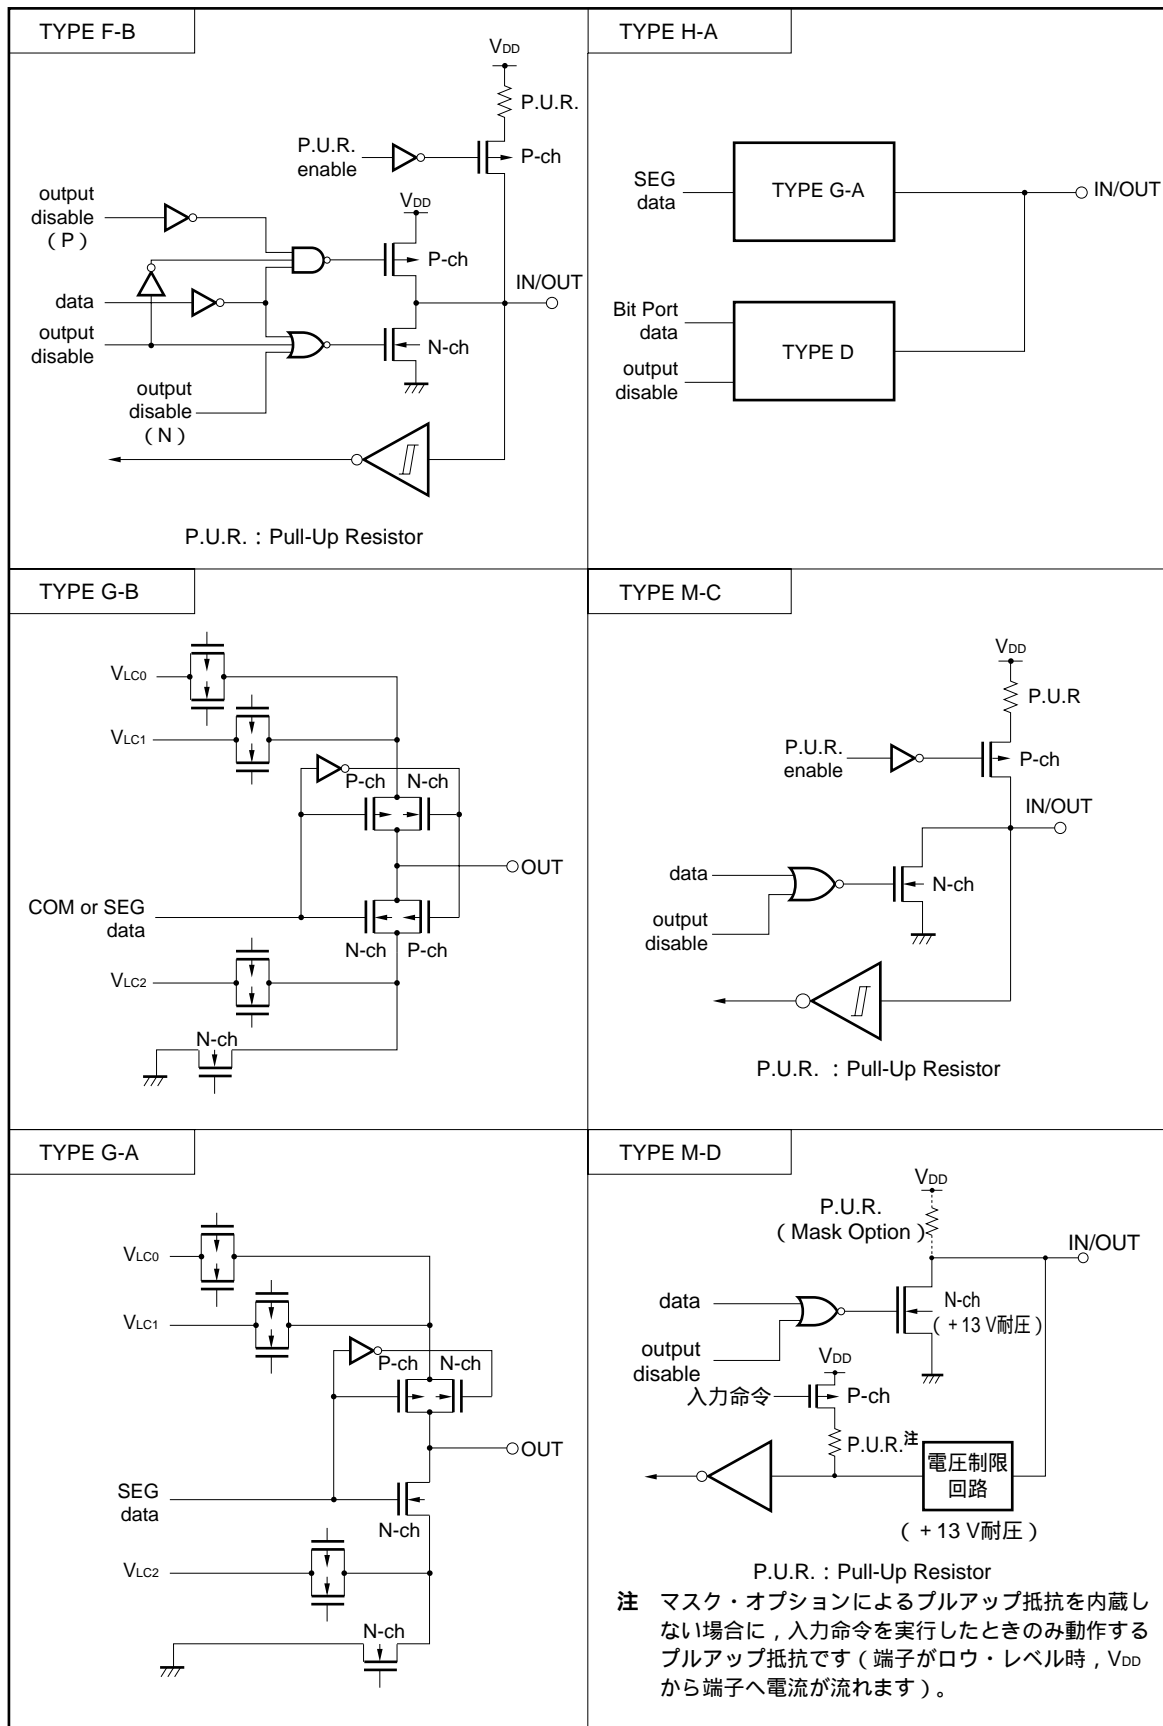 TYPE F-B
VDD
P.U.R.
P.U.R.
enable
P-ch
output
disable
( P )
VDD
P-ch
IN/OUT
data
output
disable
N-ch
output
disable
( N )
P.U.R. : Pull-Up Resistor
TYPE H-A
SEG
data
TYPE G-A
IN/OUT
Bit Port
data
TYPE D
output
disable
TYPE G-B
VLC0
VLC1
P-ch
N-ch
OUT
COM or SEG
data
N-ch
P-ch
VLC2
N-ch
TYPE M-C
VDD
P.U.R
P.U.R.
enable
P-ch
IN/OUT
data
N-ch
output
disable
P.U.R. : Pull-Up Resistor
TYPE G-A
VLC0
VLC1
P-ch
N-ch
OUT
SEG
data
N-ch
VLC2
N-ch
TYPE M-D
VDD
P.U.R.
( Mask Option )
IN/OUT
data
N-ch
( + 13 V耐圧 )
output
disable
VDD
入力命令
P-ch
P.U.R.注
電圧制限
回路
( + 13 V耐圧 )
P.U.R. : Pull-Up Resistor
注 マスク・オプションによるプルアップ抵抗を内蔵し
ない場合に，入力命令を実行したときのみ動作する
プルアップ抵抗です（端子がロウ・レベル時，VDD
から端子へ電流が流れます）。